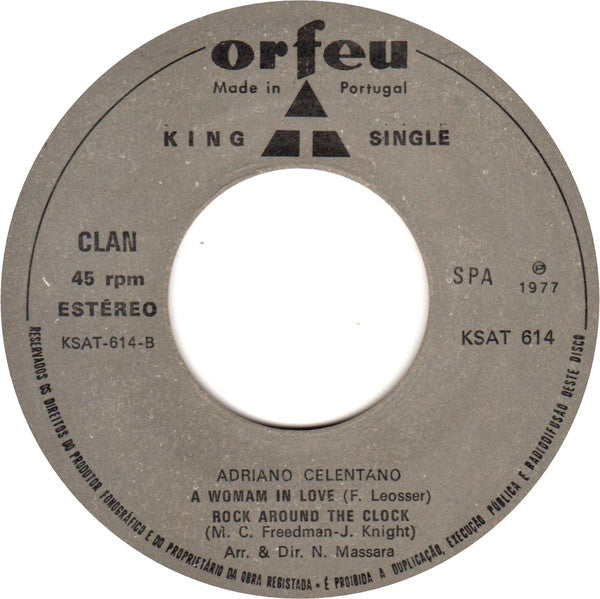 orfeu
Made in Portugal
KING SINGLE
CLAN
45 rpm
ESTÉREO
KSAT-614-B
SPA
℗
1977
KSAT 614
ADRIANO CELENTANO
A WOMAM IN LOVE (F. Leosser)
ROCK AROUND THE CLOCK
(M. C. Freedman-J. Knight)
Arr. & Dir. N. Massara
RESERVADOS OS DIREITOS DO PRODUTOR FONOGRÁFICO E DO PROPRIETÁRIO DA OBRA REGISTADA • É PROIBIDA A DUPLICAÇÃO, EXECUÇÃO PÚBLICA E RADIODIFUSÃO DESTE DISCO